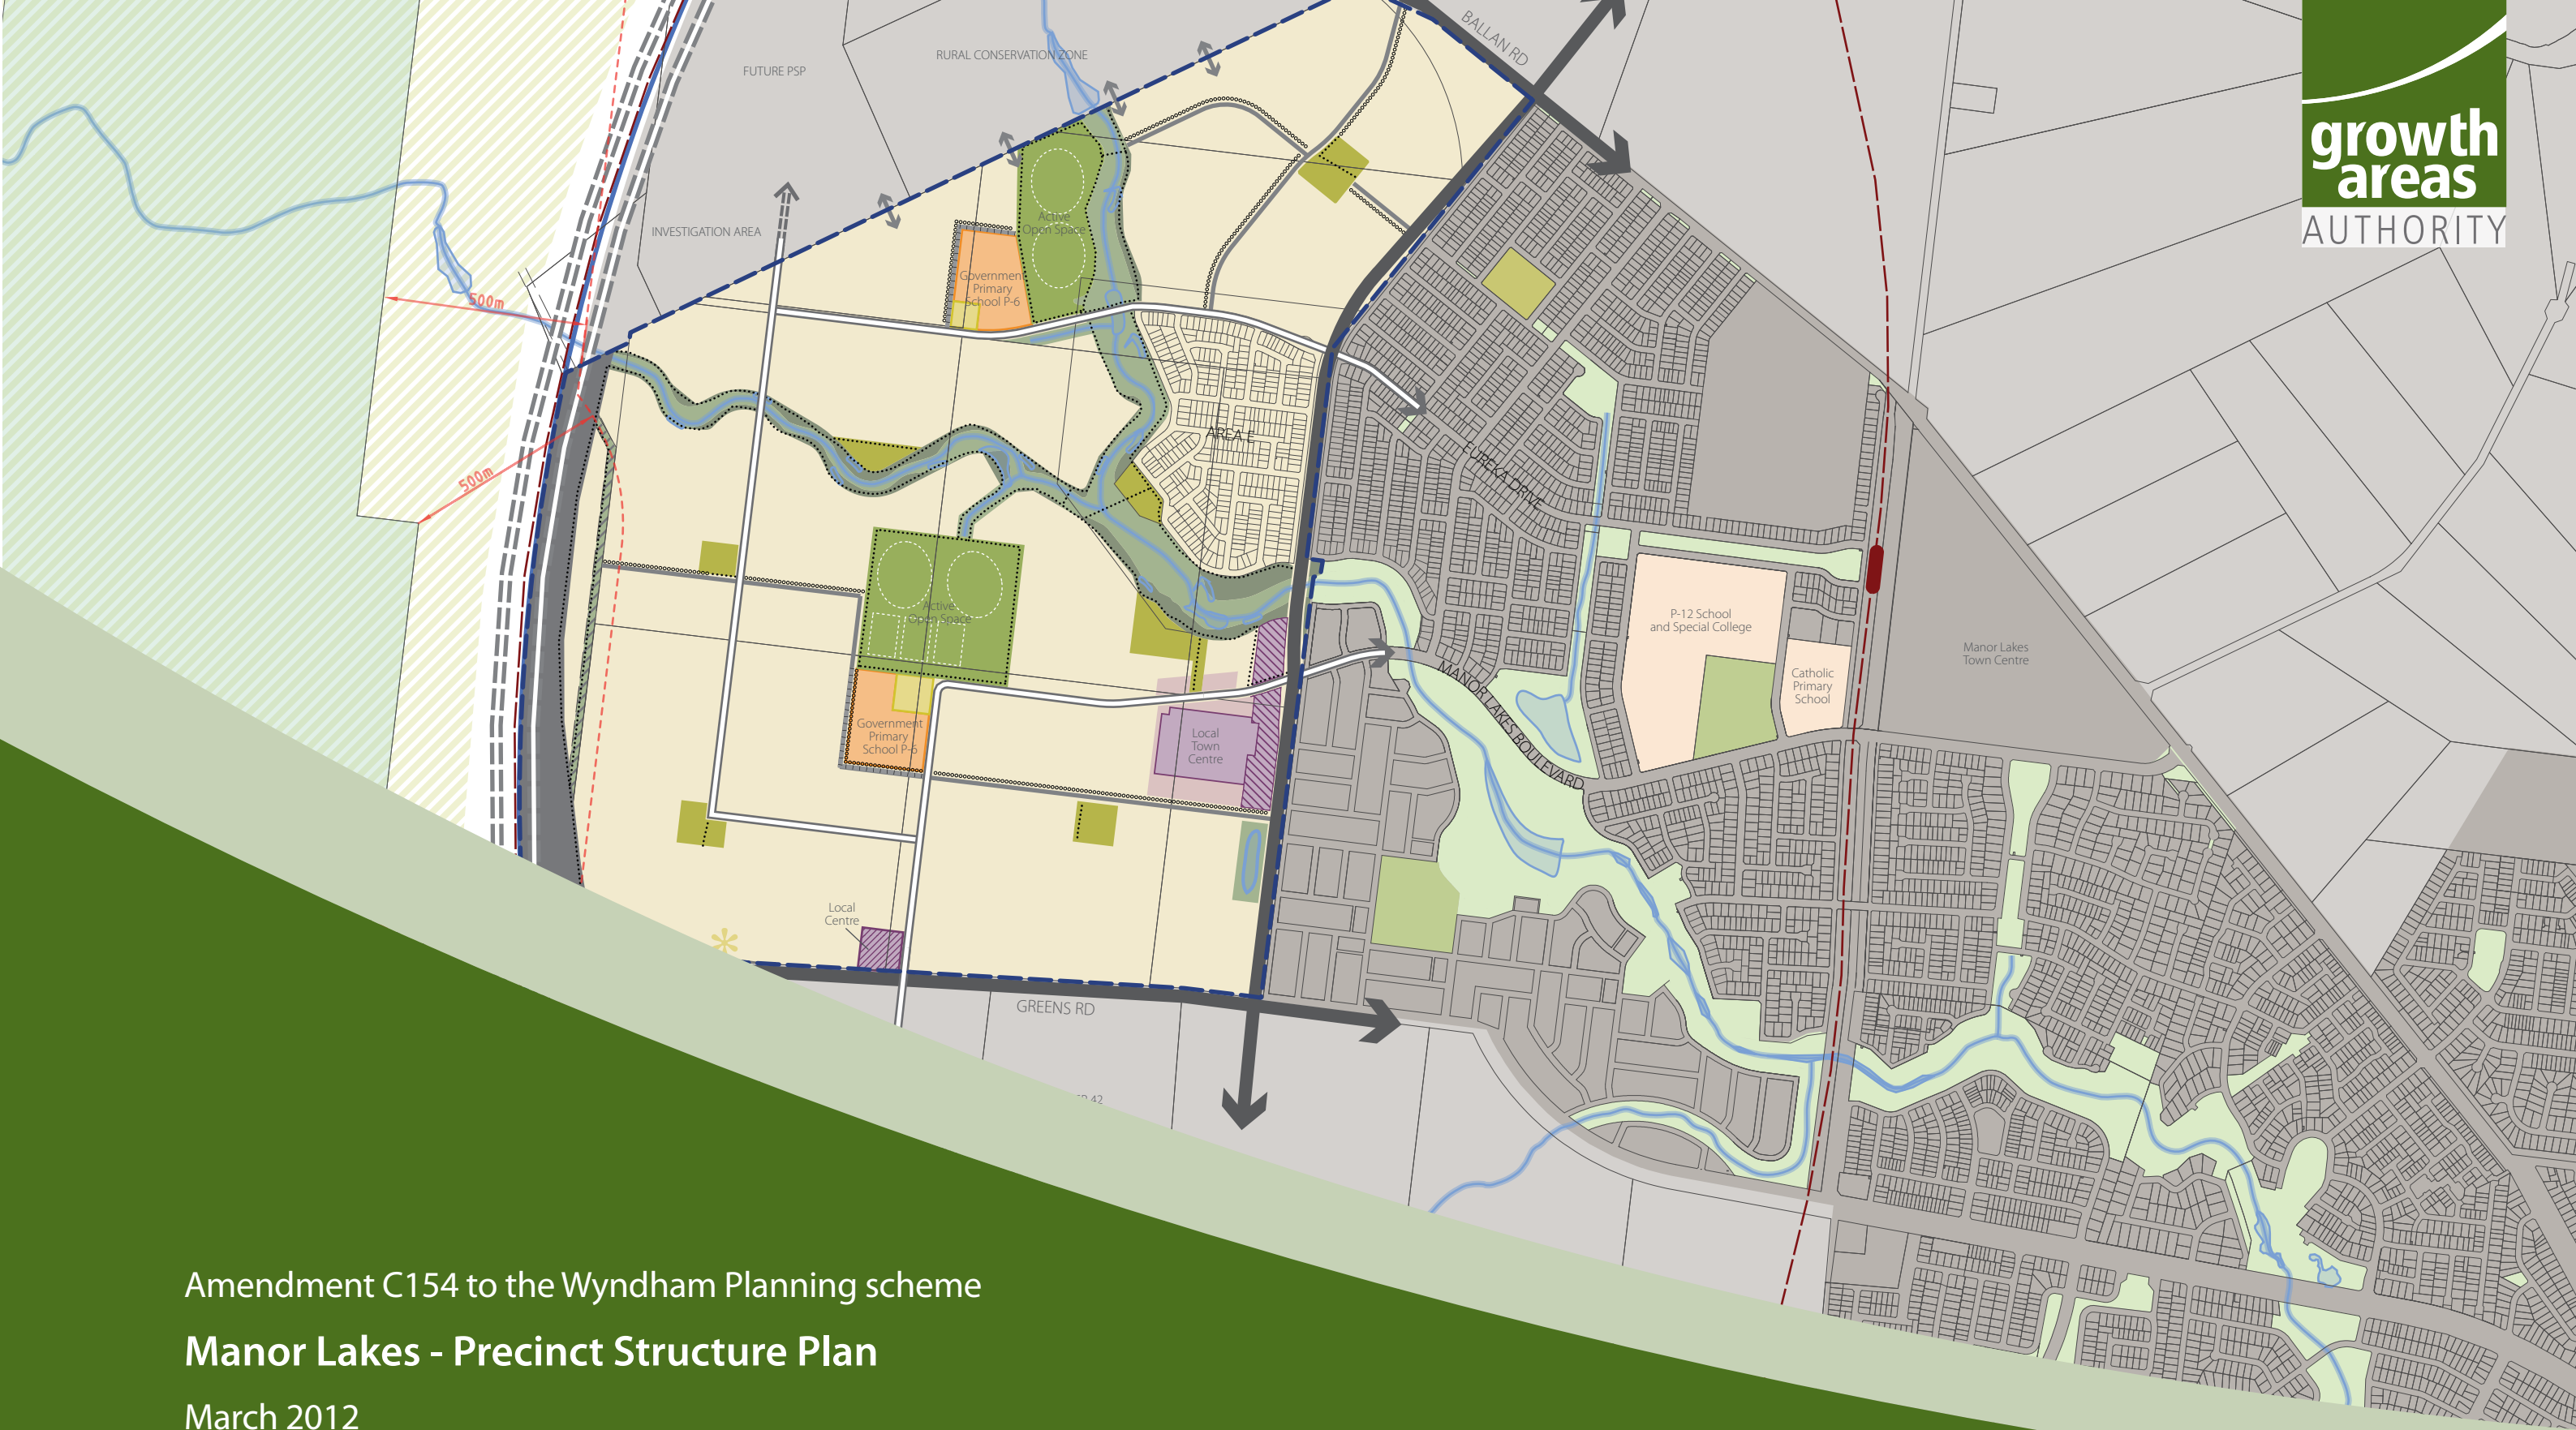 BALLAN RD
RURAL CONSERVATION ZONE
FUTURE PSP
growth
areas
AUTHORITY
INVESTIGATION AREA
Active
Open Space
Government
Primary
School P-6
500m
500m
AREA E
EUREKA DRIVE
Active
Open Space
P-12 School
and Special College
Manor Lakes
Town Centre
Catholic
Primary
School
MANOR LAKES BOULEVARD
Government
Primary
School P-6
Local
Town
Centre
Local
Centre
GREENS RD
42
Amendment C154 to the Wyndham Planning scheme
Manor Lakes - Precinct Structure Plan
March 2012